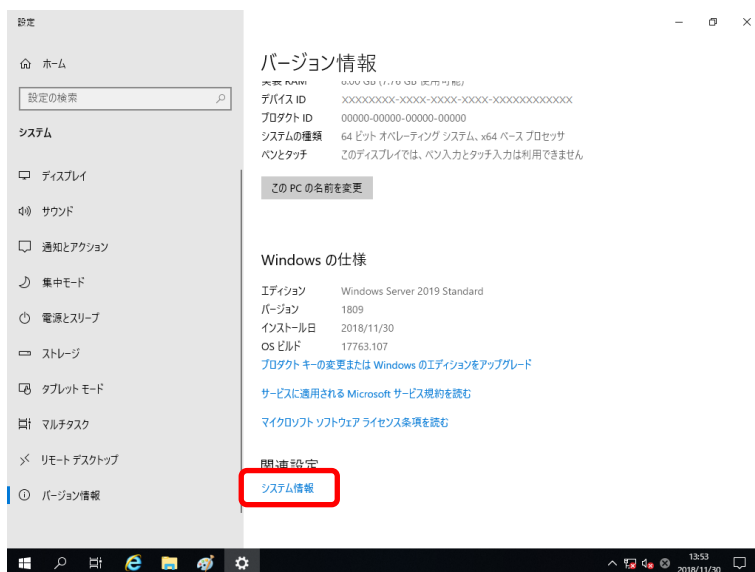 設定
ホーム
設定の検索
システム
ディスプレイ
サウンド
通知とアクション
集中モード
電源とスリープ
ストレージ
タブレット モード
マルチタスク
リモート デスクトップ
バージョン情報
バージョン情報
実装 RAM 8.00 GB (7.76 GB 使用可能)
デバイス ID XXXXXXXX-XXXX-XXXX-XXXX-XXXXXXXXXXXX
プロダクト ID 00000-00000-00000-00000
システムの種類 64 ビット オペレーティング システム、x64 ベース プロセッサ
ペンとタッチ このディスプレイでは、ペン入力とタッチ入力は利用できません
この PC の名前を変更
Windows の仕様
エディション Windows Server 2019 Standard
バージョン 1809
インストール日 2018/11/30
OS ビルド 17763.107
プロダクト キーの変更または Windows のエディションをアップグレード
サービスに適用される Microsoft サービス規約を読む
マイクロソフト ソフトウェア ライセンス条項を読む
関連設定
システム情報
13:53
2018/11/30